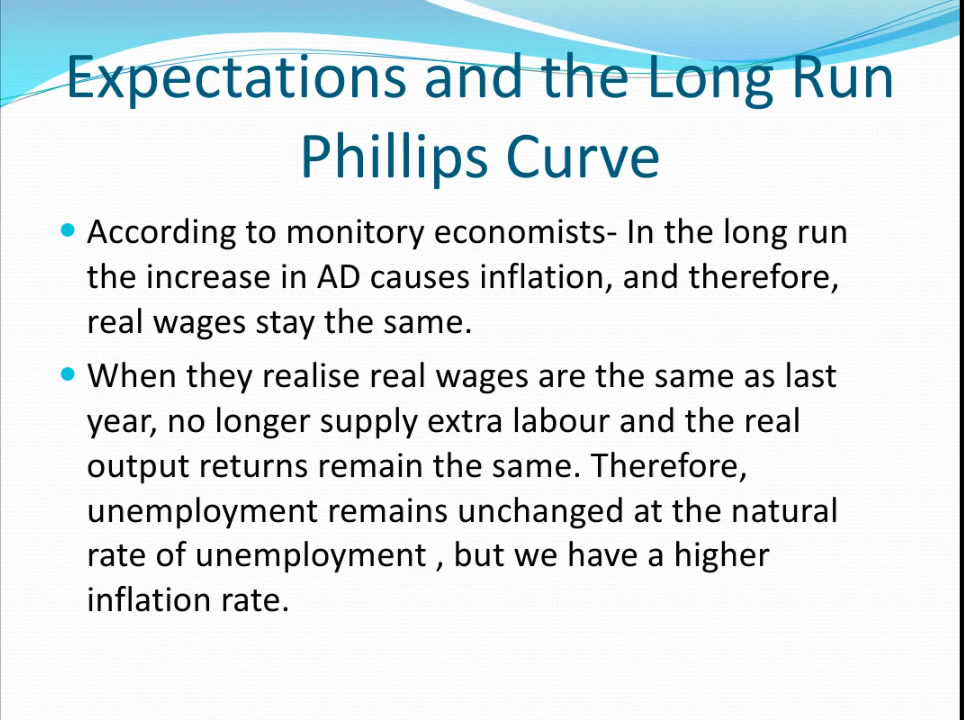 Expectations and the Long Run
Phillips Curve
• According to monitory economists- In the long run
the increase in AD causes inflation, and therefore,
real wages stay the same.
• When they realise real wages are the same as last
year, no longer supply extra labour and the real
output returns remain the same. Therefore,
unemployment remains unchanged at the natural
rate of unemployment , but we have a higher
inflation rate.